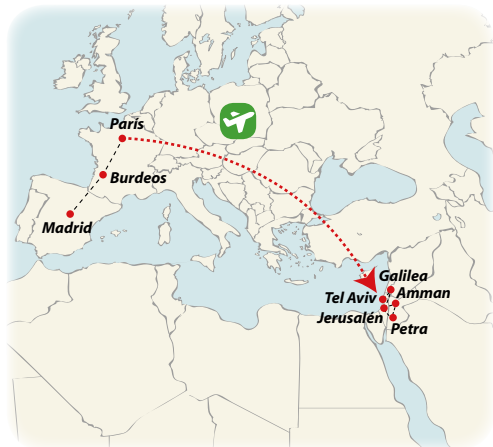 París
Burdeos
Madrid
Galilea
Tel Aviv
Amman
Jerusalén
Petra